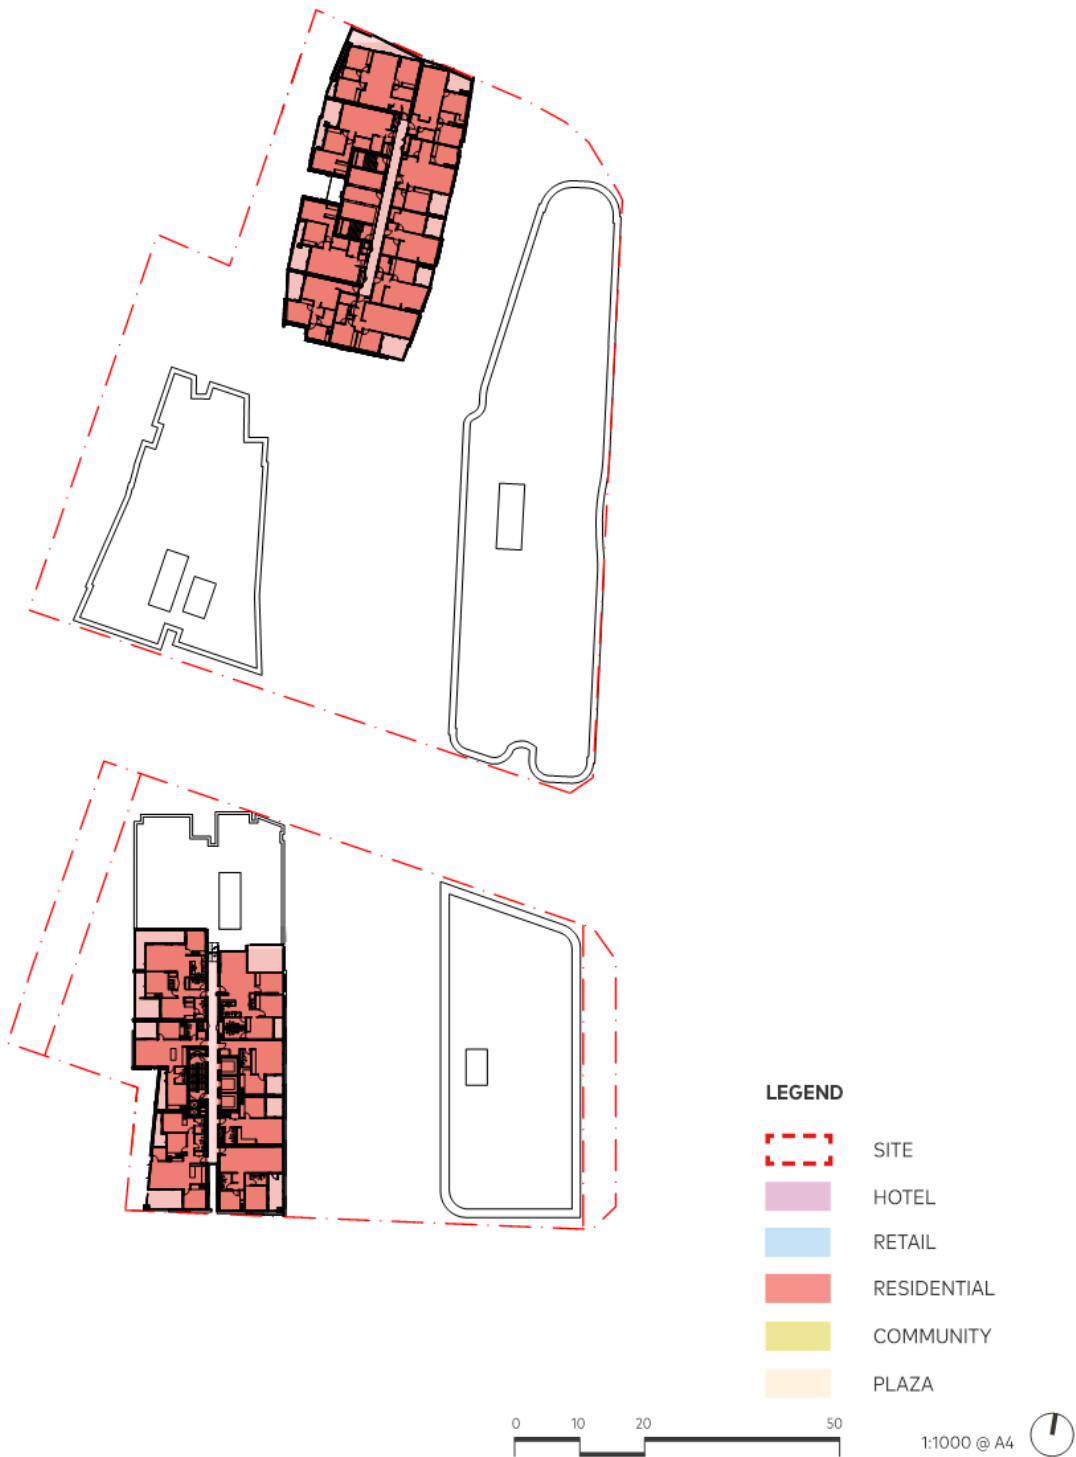 LEGEND
SITE
HOTEL
RETAIL
RESIDENTIAL
COMMUNITY
PLAZA
0 10 20 50
1:1000 @ A4